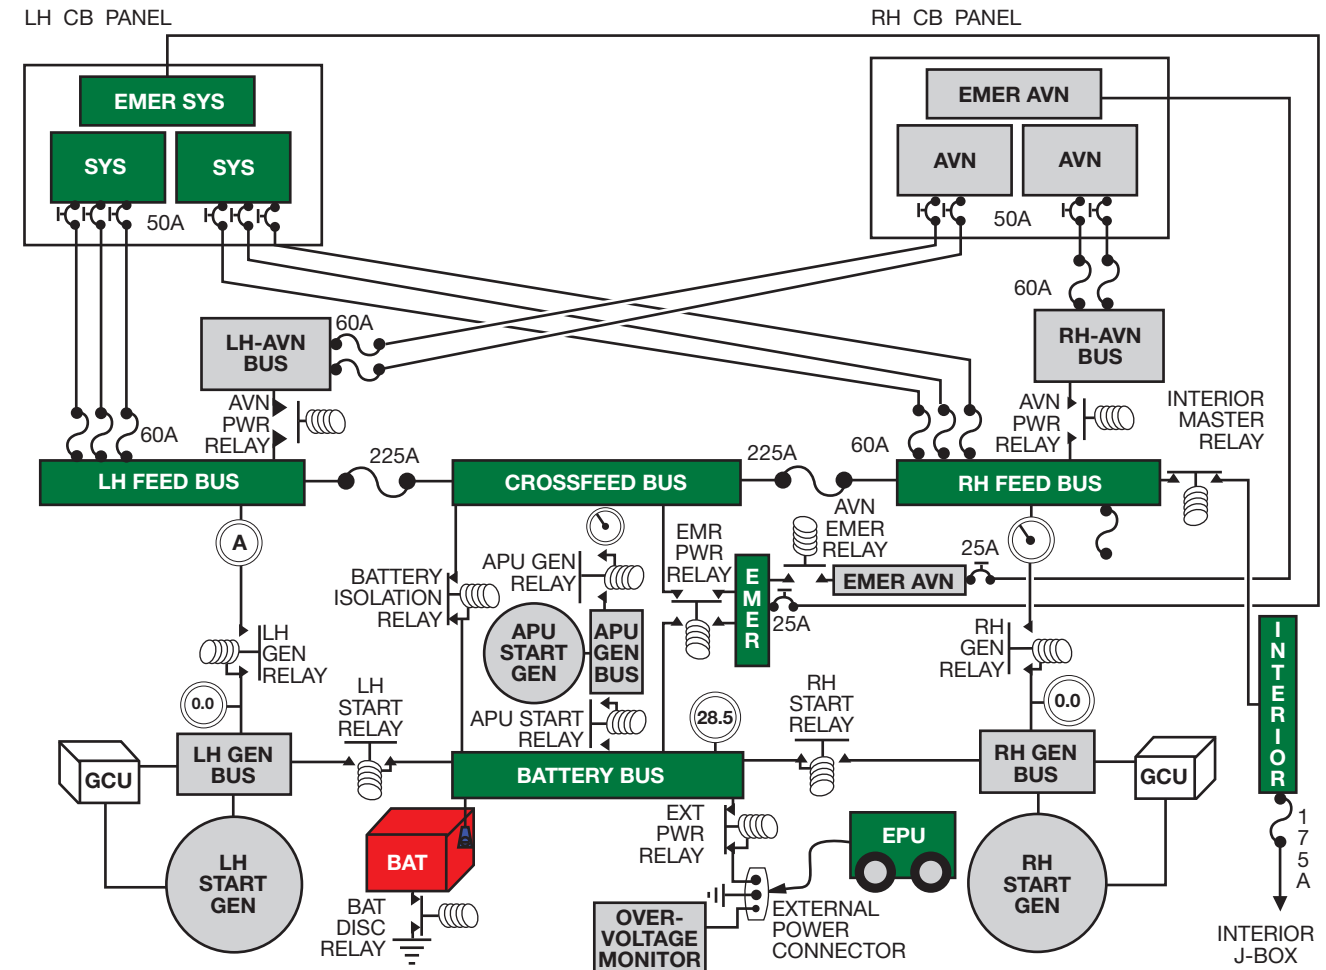 LH CB PANEL
RH CB PANEL
EMER SYS
SYS
SYS
50A
EMER AVN
AVN
AVN
50A
60A
LH-AVN
BUS
60A
RH-AVN
BUS
AVN
PWR
RELAY
60A
AVN
PWR
RELAY
INTERIOR
MASTER
RELAY
60A
225A
225A
LH FEED BUS
CROSSFEED BUS
RH FEED BUS
A
APU GEN
RELAY
EMR
PWR
RELAY
AVN
EMER
RELAY
25A
BATTERY
ISOLATION
RELAY
EMER
EMER AVN
25A
APU
START
GEN
APU
GEN
BUS
LH
GEN
RELAY
RH
GEN
RELAY
INTERIOR
0.0
LH
START
RELAY
APU START
RELAY
28.5
RH
START
RELAY
0.0
GCU
LH GEN
BUS
BATTERY BUS
RH GEN
BUS
GCU
LH
START
GEN
BAT
EXT
PWR
RELAY
EPU
RH
START
GEN
175A
BAT
DISC
RELAY
OVER-
VOLTAGE
MONITOR
EXTERNAL
POWER
CONNECTOR
INTERIOR
J-BOX